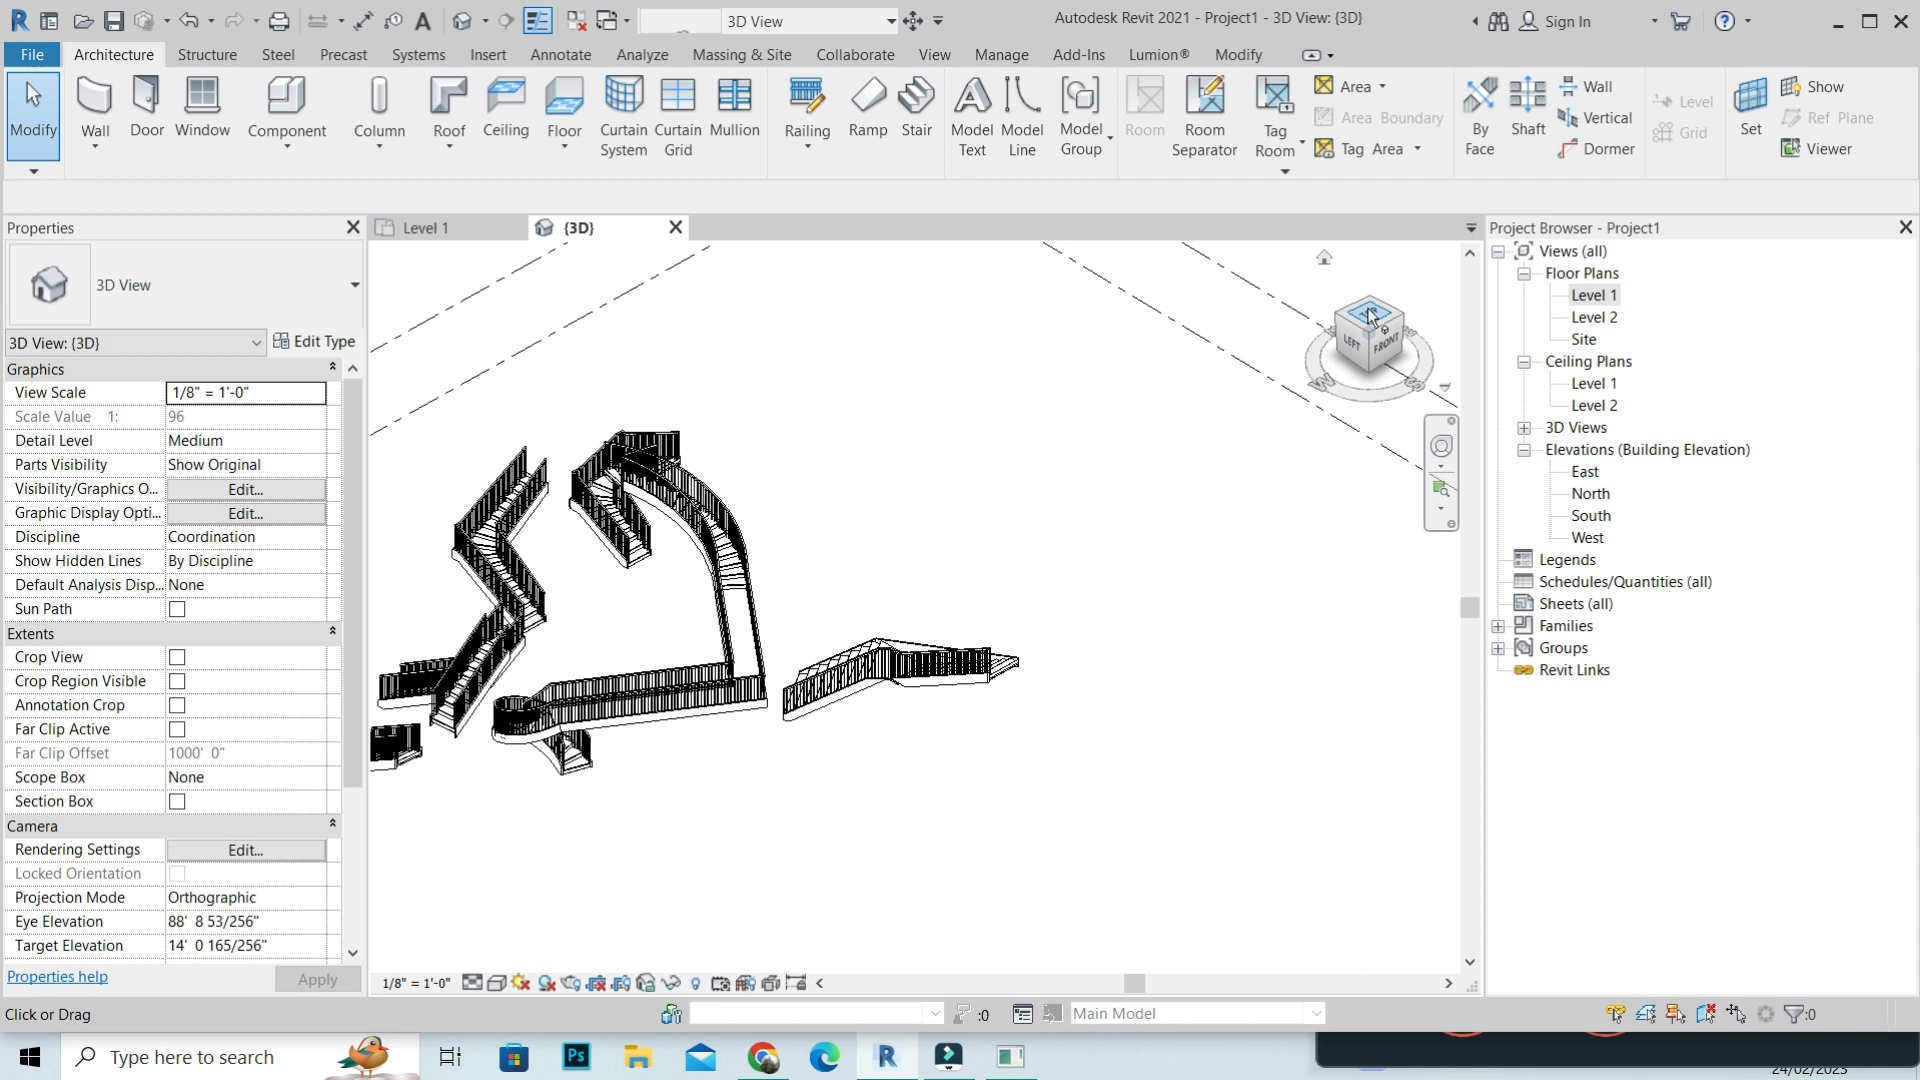 3D View
Autodesk Revit 2021 - Project1 - 3D View: {3D}
Sign In
File Architecture Structure Steel Precast Systems Insert Annotate Analyze Massing & Site Collaborate View Manage Add-Ins Lumion® Modify
Modify
Wall
Door
Window
Component
Column
Roof
Ceiling
Floor
Curtain
System
Curtain
Grid
Mullion
Railing
Ramp
Stair
Model
Text
Model
Line
Model
Group
Room
Room
Separator
Tag
Room
Area
Area Boundary
Tag Area
By
Face
Shaft
Wall
Vertical
Dormer
Level
Grid
Set
Show
Ref Plane
Viewer
Properties
3D View
3D View: {3D}
Edit Type
Graphics
View Scale 1/8" = 1'-0"
Scale Value 1: 96
Detail Level Medium
Parts Visibility Show Original
Visibility/Graphics O... Edit...
Graphic Display Opti... Edit...
Discipline Coordination
Show Hidden Lines By Discipline
Default Analysis Disp... None
Sun Path
Extents
Crop View
Crop Region Visible
Annotation Crop
Far Clip Active
Far Clip Offset 1000' 0"
Scope Box None
Section Box
Camera
Rendering Settings Edit...
Locked Orientation
Projection Mode Orthographic
Eye Elevation 88' 8 53/256"
Target Elevation 14' 0 165/256"
Properties help
Apply
Level 1
{3D}
LEFT
FRONT
W
S
1/8" = 1'-0"
Project Browser - Project1
Views (all)
Floor Plans
Level 1
Level 2
Site
Ceiling Plans
Level 1
Level 2
3D Views
Elevations (Building Elevation)
East
North
South
West
Legends
Schedules/Quantities (all)
Sheets (all)
Families
Groups
Revit Links
Click or Drag
:0
Main Model
:0
Type here to search
Ps
R
24/02/2023